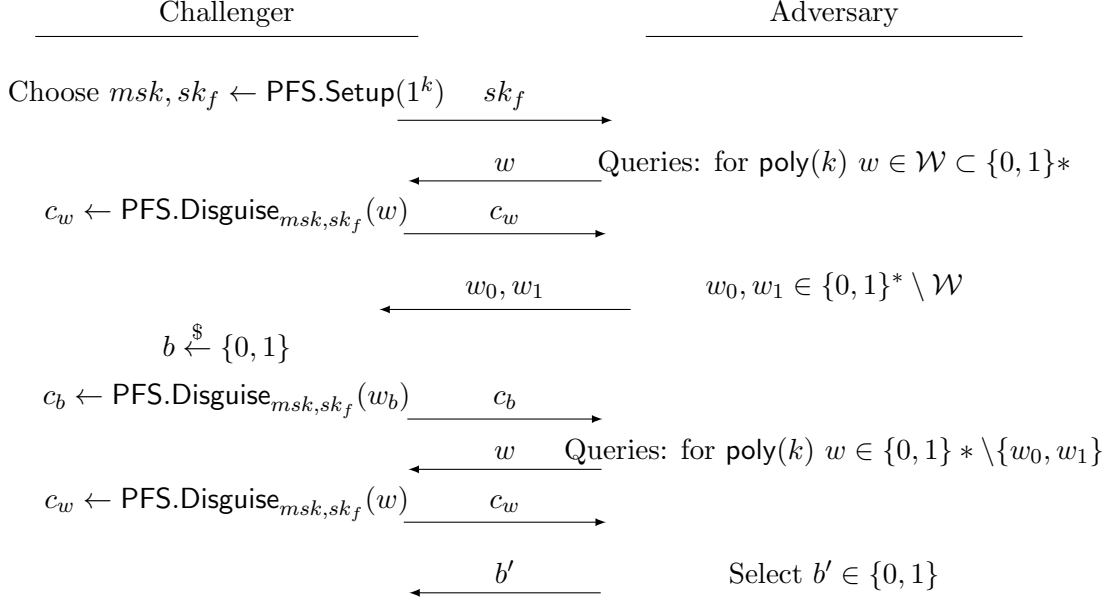 Challenger Adversary
Choose msk, sk_f ← PFS.Setup(1^k) sk_f
w Queries: for poly(k) w ∈ 𝒲 ⊂ {0, 1}∗
c_w ← PFS.Disguise_{msk,sk_f}(w) c_w
w_0, w_1 w_0, w_1 ∈ {0, 1}^* \ 𝒲
b ←^$ {0, 1}
c_b ← PFS.Disguise_{msk,sk_f}(w_b) c_b
w Queries: for poly(k) w ∈ {0, 1} ∗ \{w_0, w_1}
c_w ← PFS.Disguise_{msk,sk_f}(w) c_w
b′ Select b′ ∈ {0, 1}